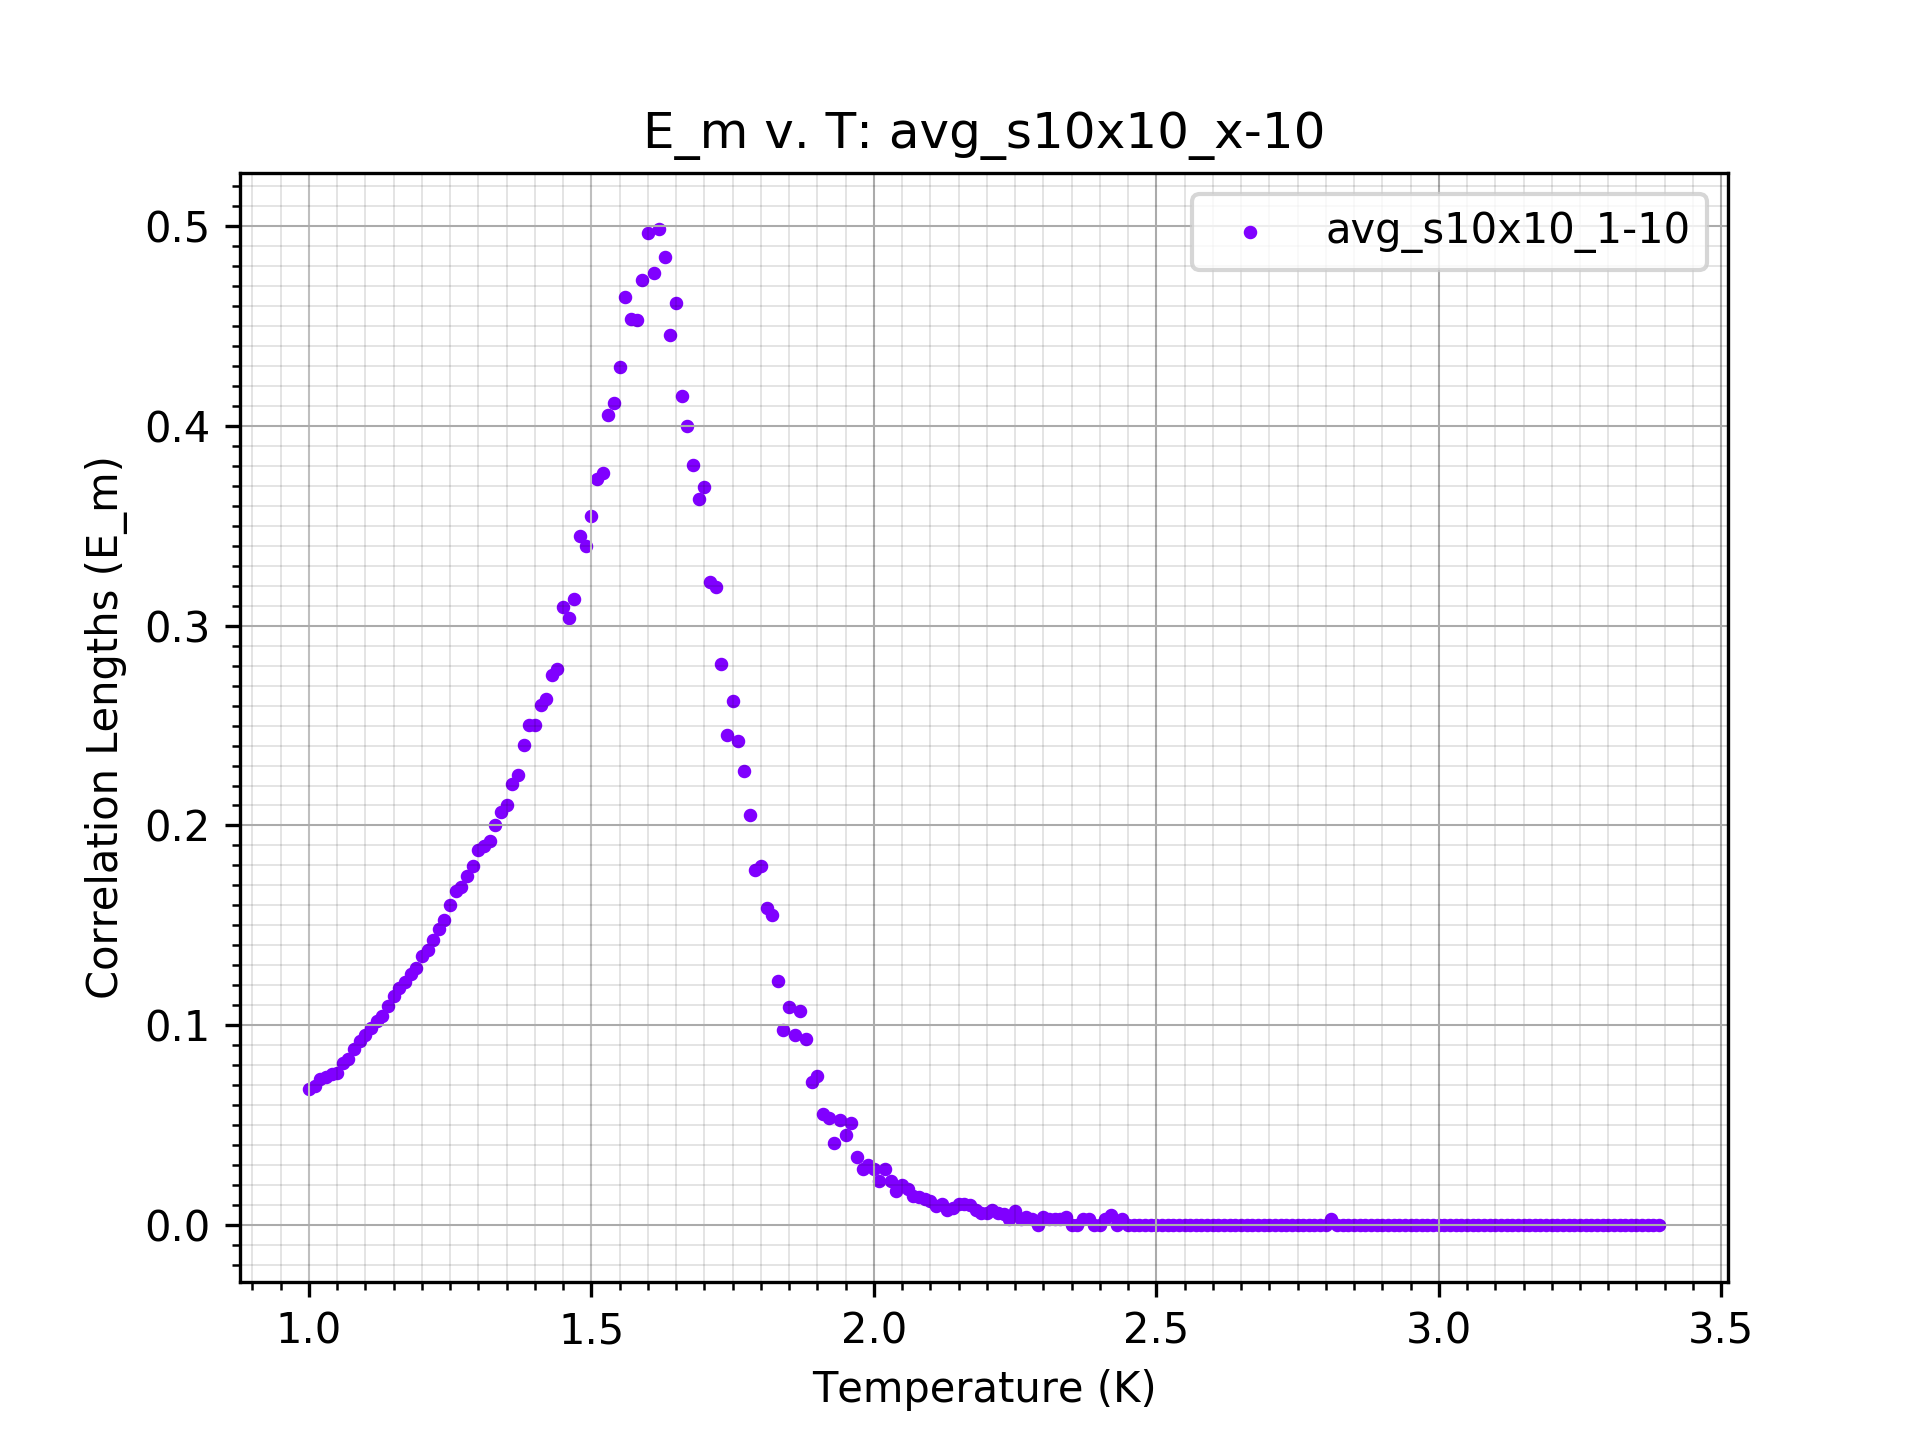 E_m v. T: avg_s10x10_x-10
avg_s10x10_1-10
Correlation Lengths (E_m)
0.5
0.4
0.3
0.2
0.1
0.0
1.0 1.5 2.0 2.5 3.0 3.5
Temperature (K)